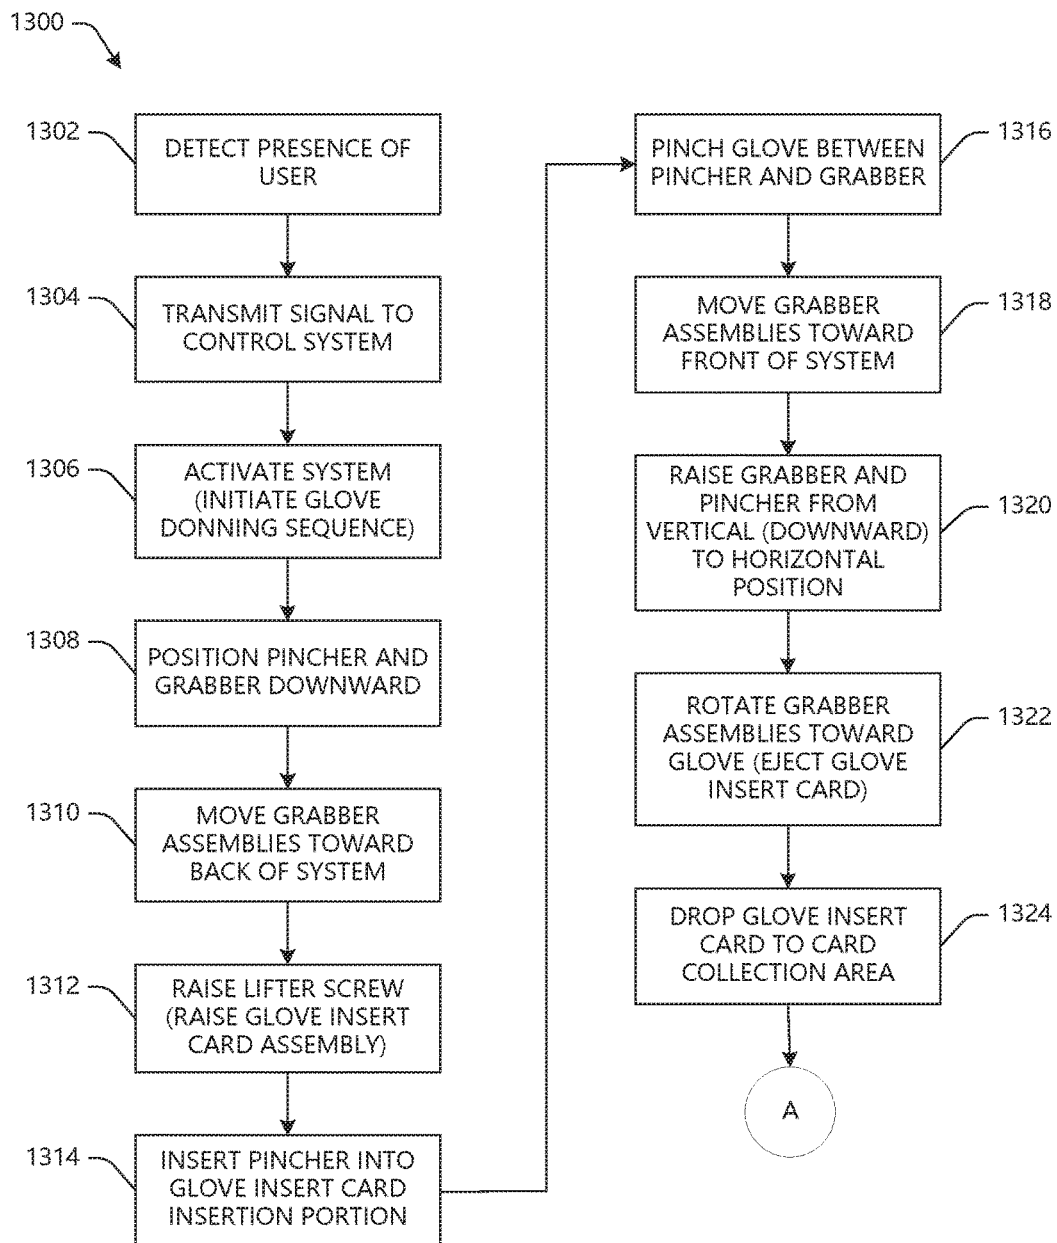 1300
1302
DETECT PRESENCE OF
USER
1304
TRANSMIT SIGNAL TO
CONTROL SYSTEM
1306
ACTIVATE SYSTEM
(INITIATE GLOVE
DONNING SEQUENCE)
1308
POSITION PINCHER AND
GRABBER DOWNWARD
1310
MOVE GRABBER
ASSEMBLIES TOWARD
BACK OF SYSTEM
1312
RAISE LIFTER SCREW
(RAISE GLOVE INSERT
CARD ASSEMBLY)
1314
INSERT PINCHER INTO
GLOVE INSERT CARD
INSERTION PORTION
1316
PINCH GLOVE BETWEEN
PINCHER AND GRABBER
1318
MOVE GRABBER
ASSEMBLIES TOWARD
FRONT OF SYSTEM
1320
RAISE GRABBER AND
PINCHER FROM
VERTICAL (DOWNWARD)
TO HORIZONTAL
POSITION
1322
ROTATE GRABBER
ASSEMBLIES TOWARD
GLOVE (EJECT GLOVE
INSERT CARD)
1324
DROP GLOVE INSERT
CARD TO CARD
COLLECTION AREA
A